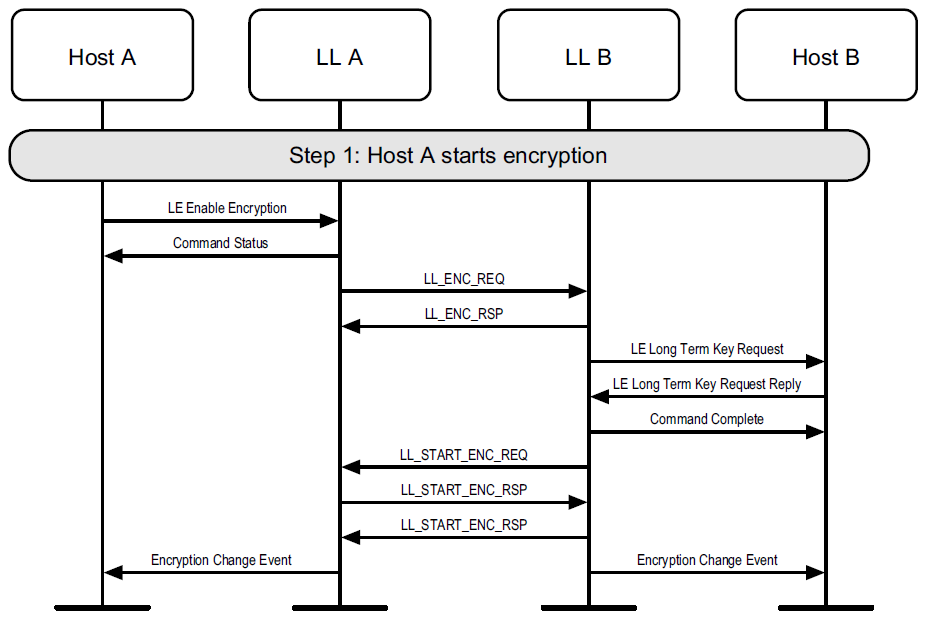 Host A
LL A
LL B
Host B
Step 1: Host A starts encryption
LE Enable Encryption
Command Status
LL_ENC_REQ
LL_ENC_RSP
LE Long Term Key Request
LE Long Term Key Request Reply
Command Complete
LL_START_ENC_REQ
LL_START_ENC_RSP
LL_START_ENC_RSP
Encryption Change Event
Encryption Change Event